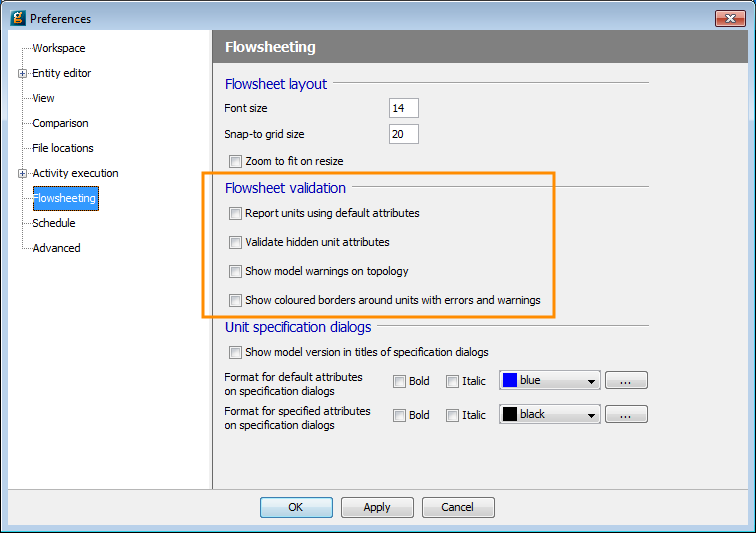 Preferences
Workspace
Entity editor
View
Comparison
File locations
Activity execution
Flowsheeting
Schedule
Advanced
Flowsheeting
Flowsheet layout
Font size 14
Snap-to grid size 20
Zoom to fit on resize
Flowsheet validation
Report units using default attributes
Validate hidden unit attributes
Show model warnings on topology
Show coloured borders around units with errors and warnings
Unit specification dialogs
Show model version in titles of specification dialogs
Format for default attributes
on specification dialogs
Bold Italic blue ...
Format for specified attributes
on specification dialogs
Bold Italic black ...
OK Apply Cancel